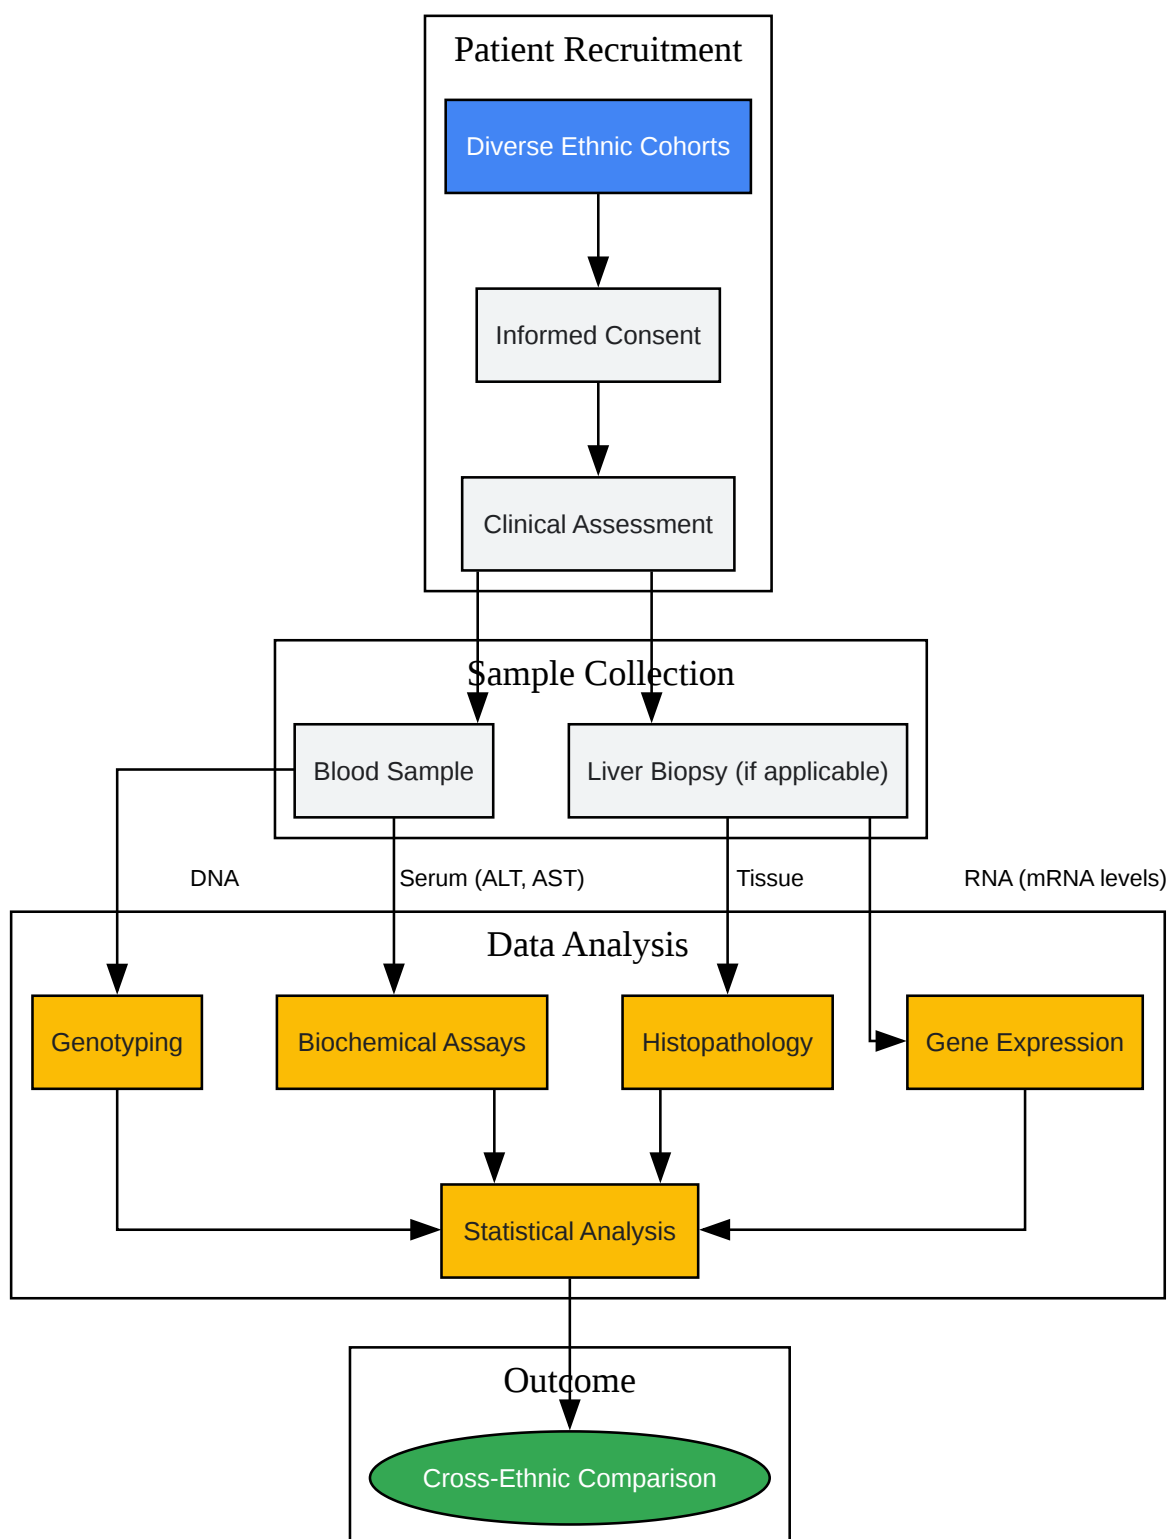 Patient Recruitment
Diverse Ethnic Cohorts
Informed Consent
Clinical Assessment
Sample Collection
Blood Sample
Liver Biopsy (if applicable)
DNA
Serum (ALT, AST)
Tissue
RNA (mRNA levels)
Data Analysis
Genotyping
Biochemical Assays
Histopathology
Gene Expression
Statistical Analysis
Outcome
Cross-Ethnic Comparison